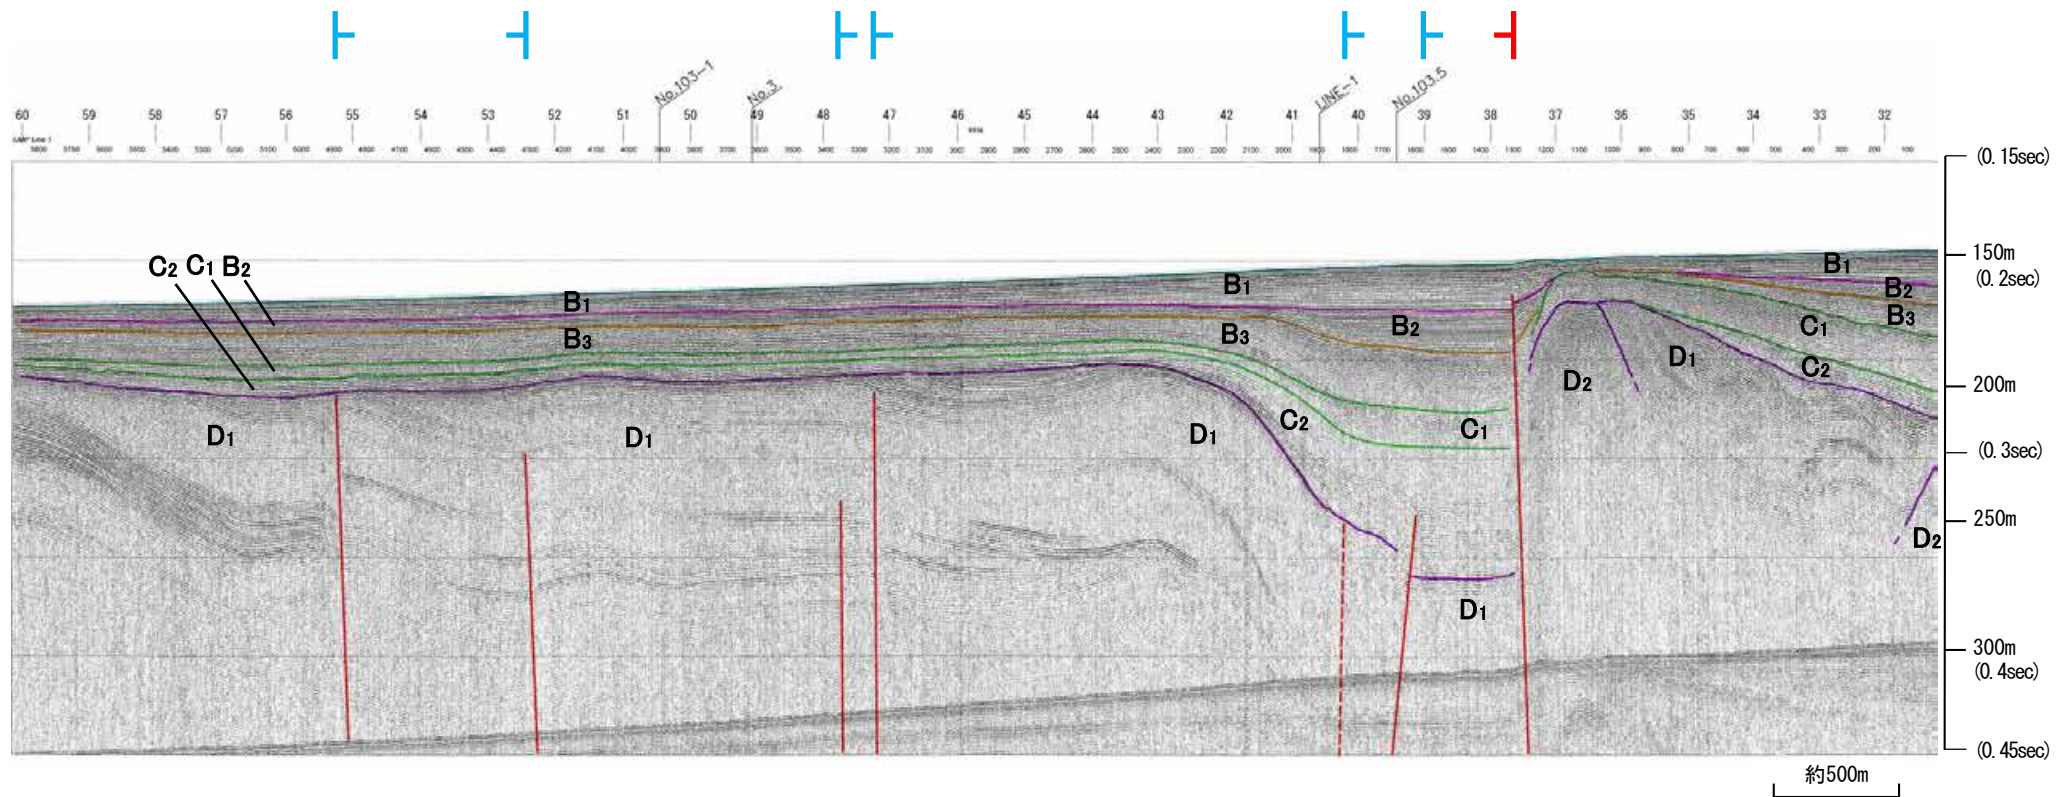 No.103-1
No.3
LINE-1
No.103.5
60 59 58 57 56 55 54 53 52 51 50 49 48 47 46 45 44 43 42 41 40 39 38 37 36 35 34 33 32
(0.15sec)
150m
(0.2sec)
C2 C1 B2
B1
B1
B1
B2
B3
B3
B3
B2
C1
C2
D1
D2
200m
D1
D1
D1
C2
C1
(0.3sec)
250m
D2
D1
300m
(0.4sec)
(0.45sec)
約500m